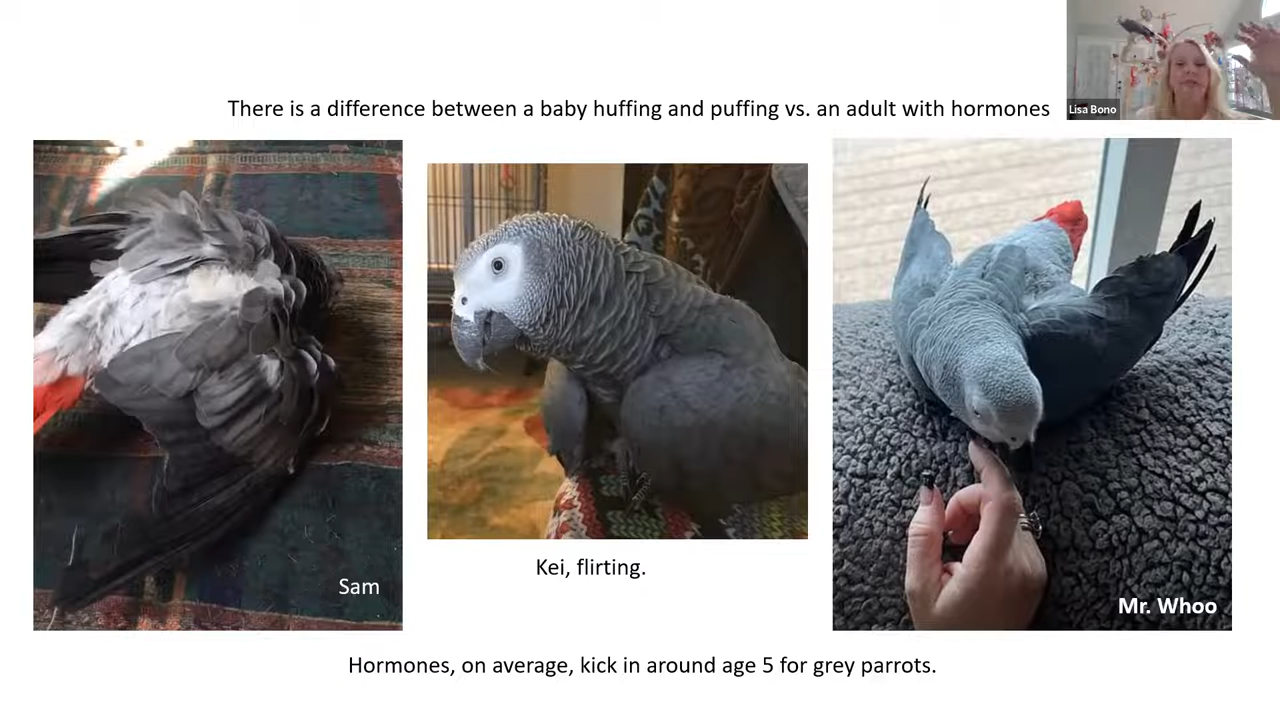 Lisa Bono
There is a difference between a baby huffing and puffing vs. an adult with hormones
Sam
Kei, flirting.
Mr. Whoo
Hormones, on average, kick in around age 5 for grey parrots.